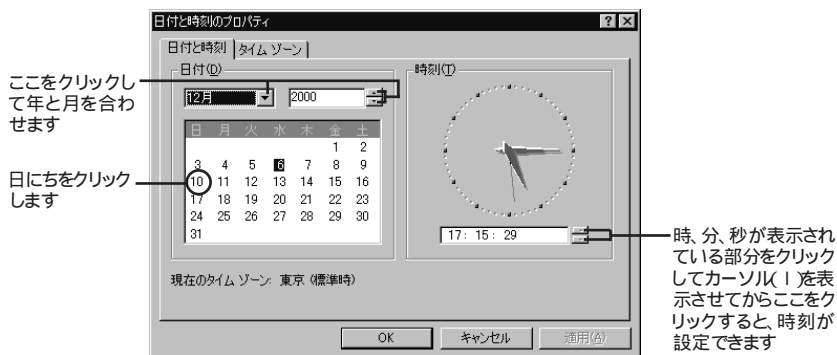 日付と時刻のプロパティ
日付と時刻
タイム ゾーン
日付(D)
12月
2000
日 月 火 水 木 金 土
1 2
3 4 5 6 7 8 9
10 11 12 13 14 15 16
17 18 19 20 21 22 23
24 25 26 27 28 29 30
31
時刻(T)
17: 15: 29
現在のタイム ゾーン: 東京 (標準時)
OK
キャンセル
適用(A)
ここをクリックし
て年と月を合わ
せます
日にちをクリック
します
時、分、秒が表示され
ている部分をクリック
してカーソル(｜)を表
示させてからここをク
リックすると、時刻が
設定できます